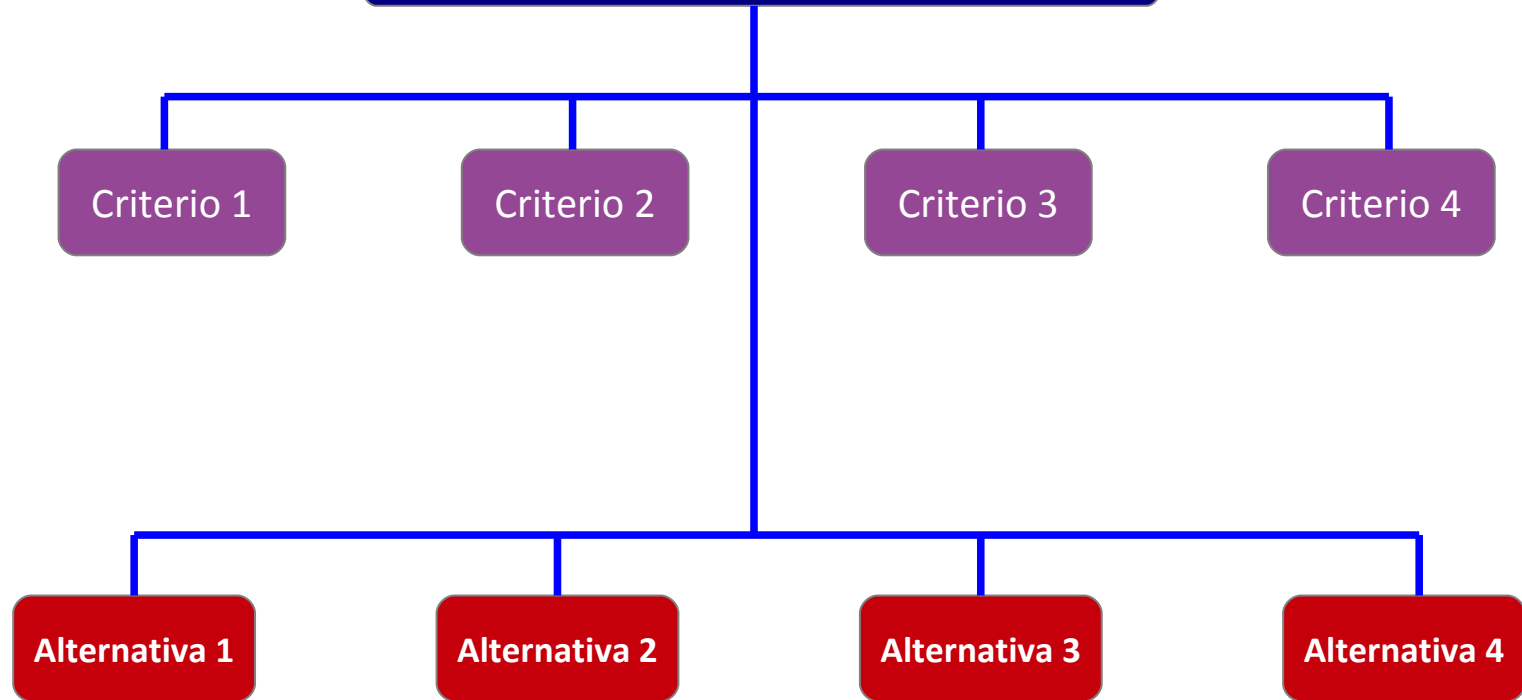 Criterio 1
Criterio 2
Criterio 3
Criterio 4
Alternativa 1
Alternativa 2
Alternativa 3
Alternativa 4